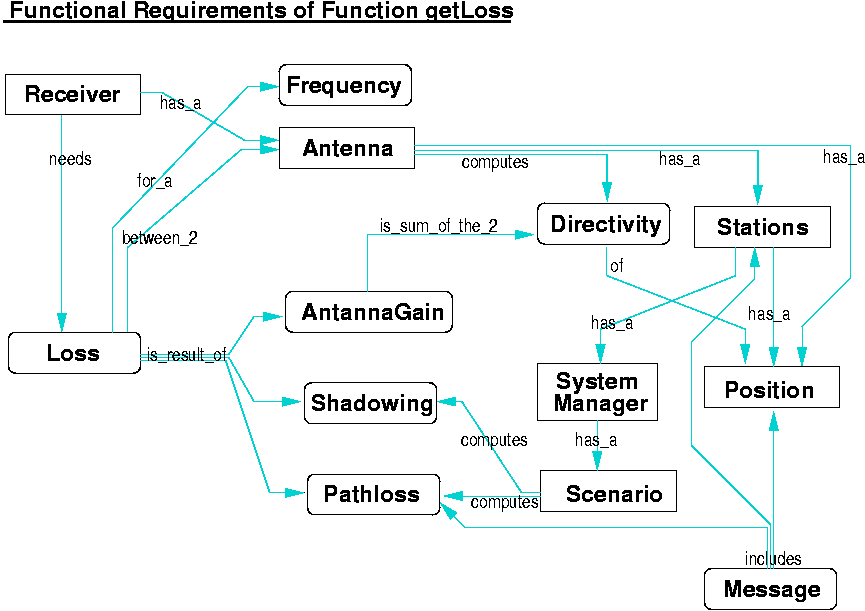 Functional Requirements of Function getLoss
Frequency
Receiver
has_a
Antenna
needs
computes
has_a
has_a
for_a
between_2
is_sum_of_the_2
Directivity
Stations
of
AntannaGain
has_a
has_a
Loss
is_result_of
System
Manager
Position
Shadowing
computes
has_a
Pathloss
computes
Scenario
includes
Message